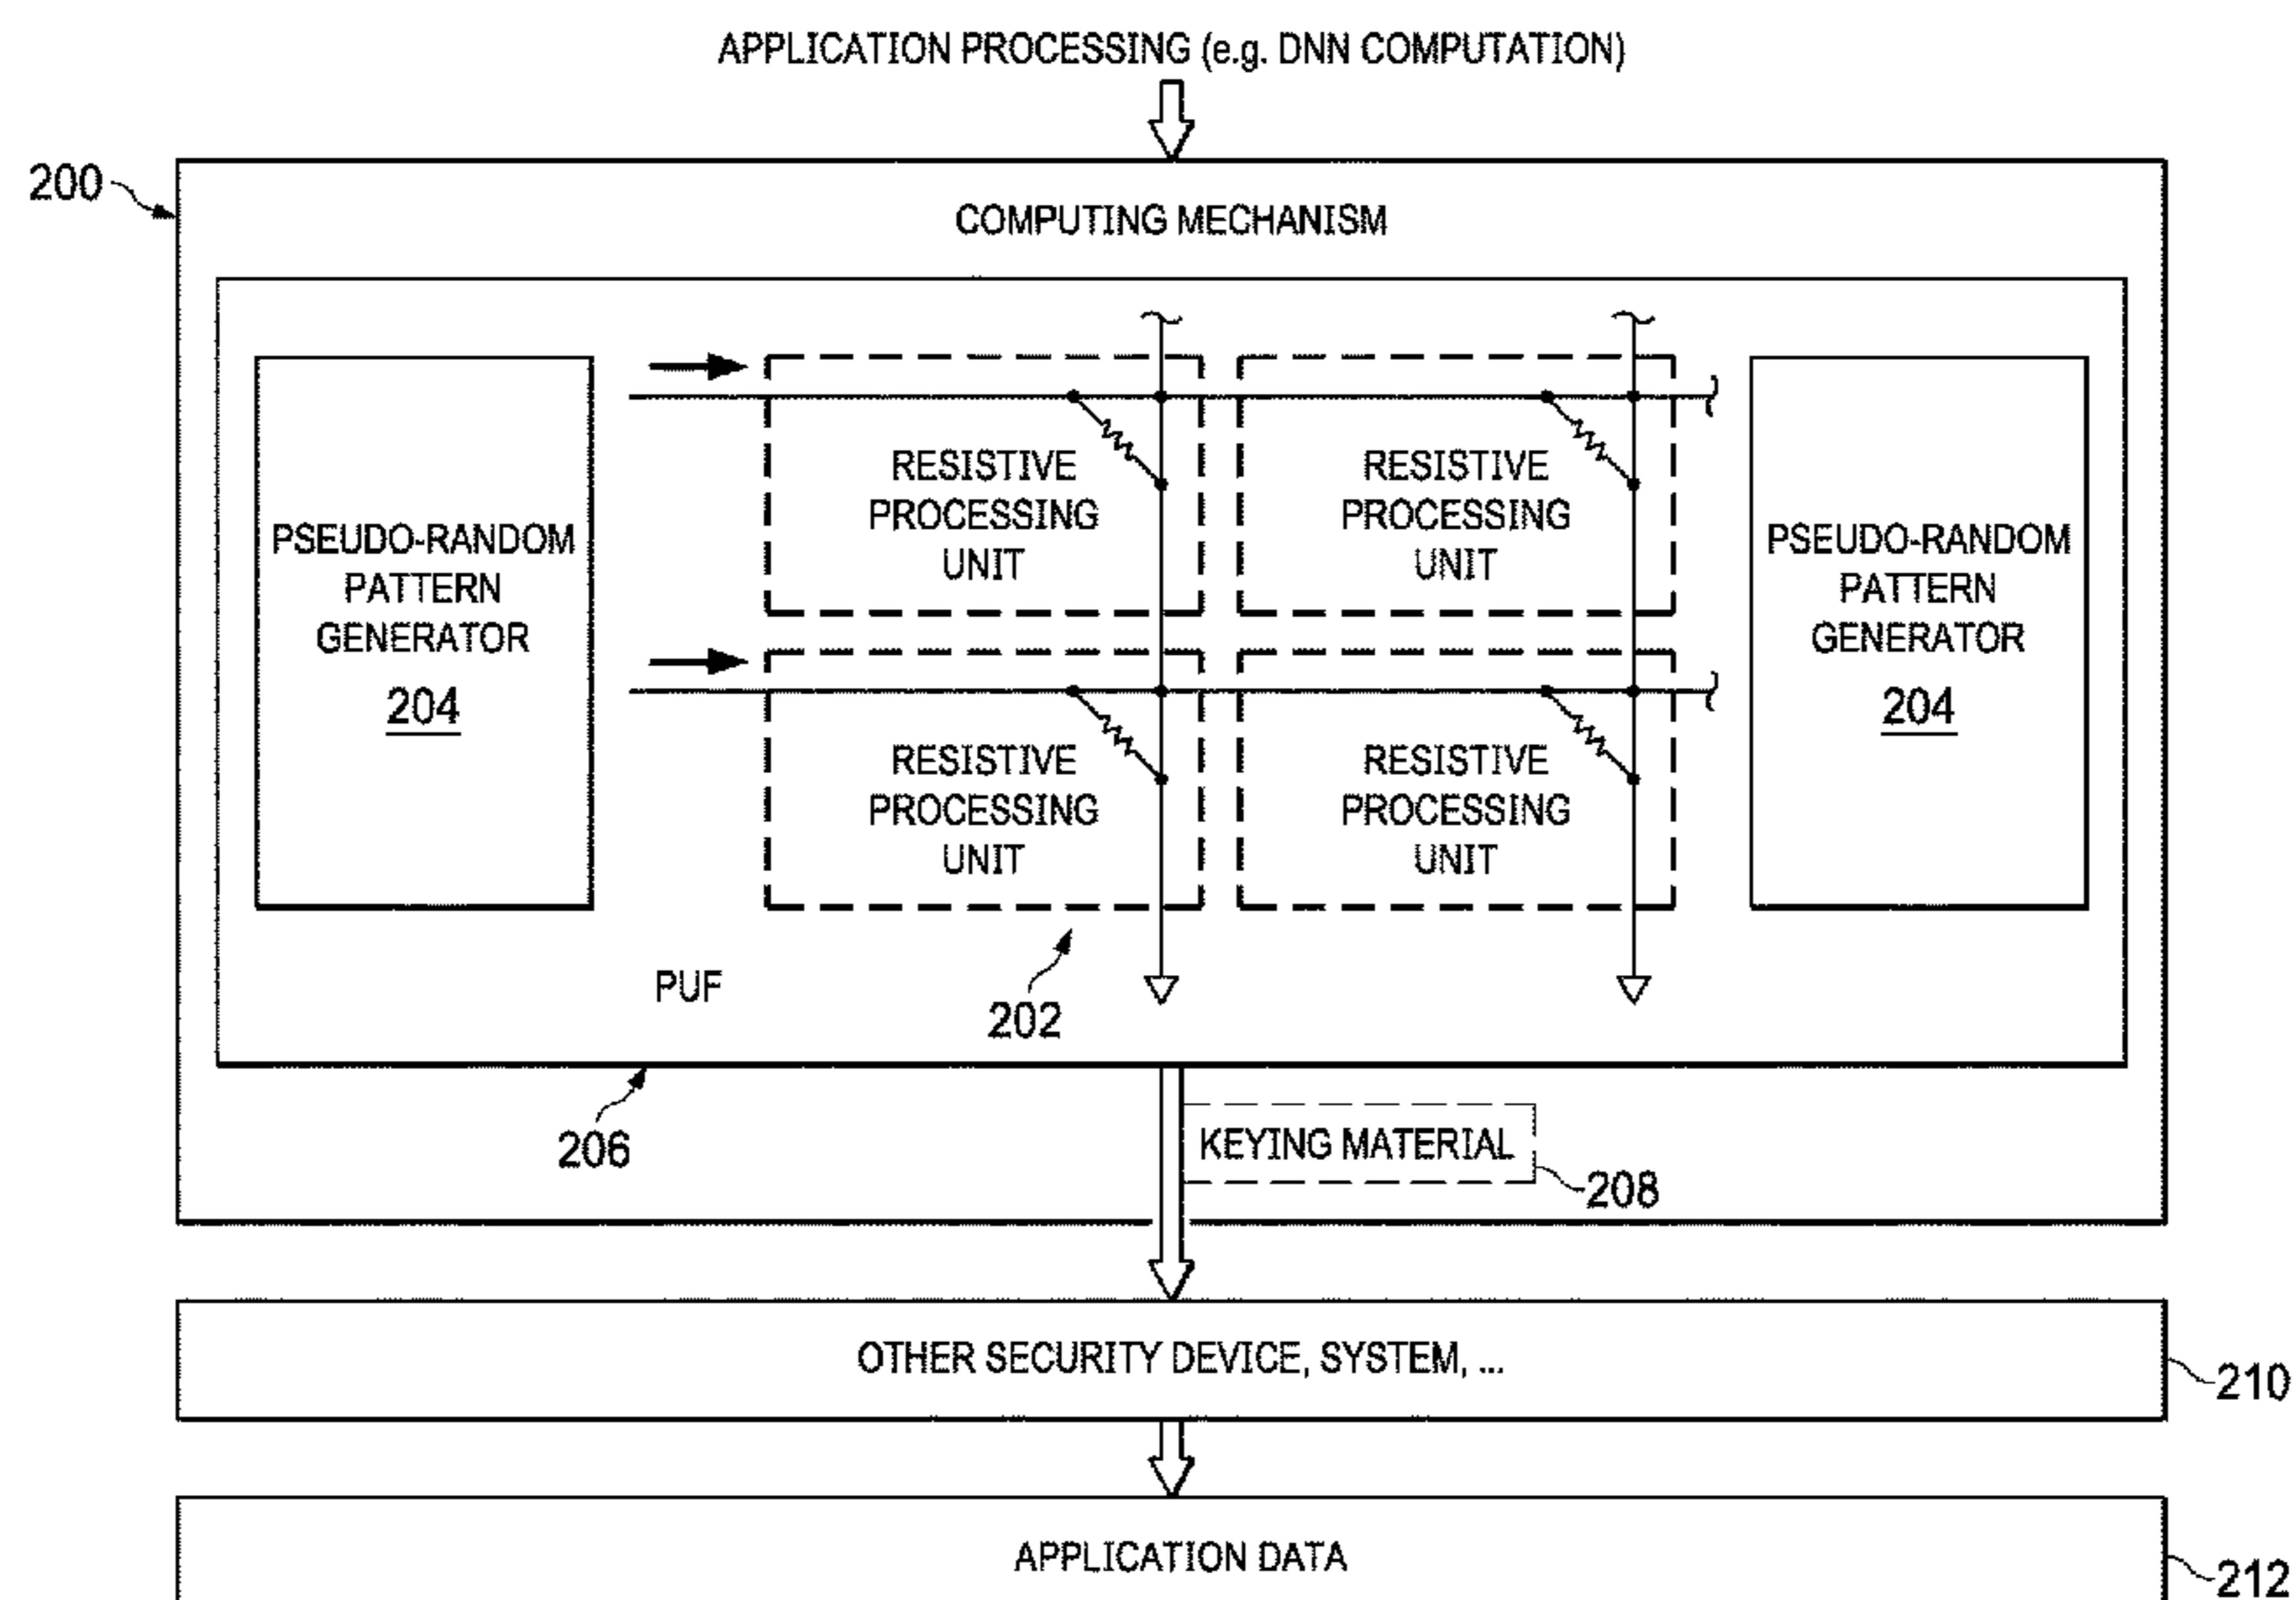 APPLICATION PROCESSING (e.g. DNN COMPUTATION)
200
COMPUTING MECHANISM
PSEUDO-RANDOM
PATTERN
GENERATOR
204
RESISTIVE
PROCESSING
UNIT
RESISTIVE
PROCESSING
UNIT
RESISTIVE
PROCESSING
UNIT
RESISTIVE
PROCESSING
UNIT
PSEUDO-RANDOM
PATTERN
GENERATOR
204
PUF
202
206
KEYING MATERIAL
208
OTHER SECURITY DEVICE, SYSTEM, ...
210
APPLICATION DATA
212